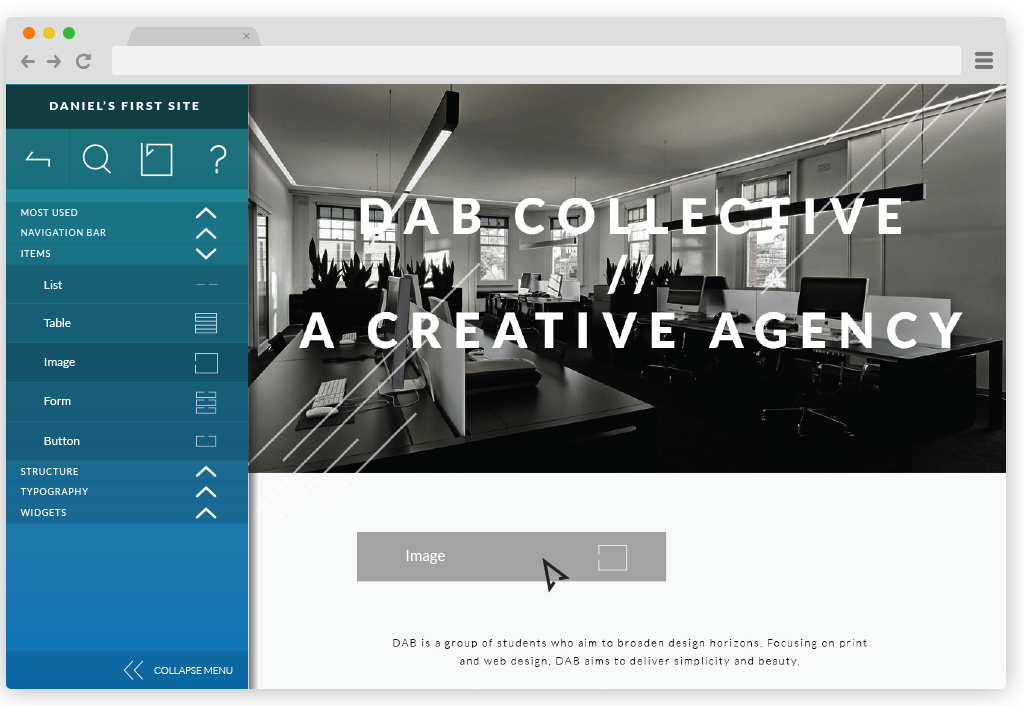 DANIEL'S FIRST SITE
MOST USED
NAVIGATION BAR
ITEMS
List
Table
Image
Form
Button
STRUCTURE
TYPOGRAPHY
WIDGETS
COLLAPSE MENU
DAB COLLECTIVE
//
A CREATIVE AGENCY
Image
DAB is a group of students who aim to broaden design horizons. Focusing on print
and web design, DAB aims to deliver simplicity and beauty.